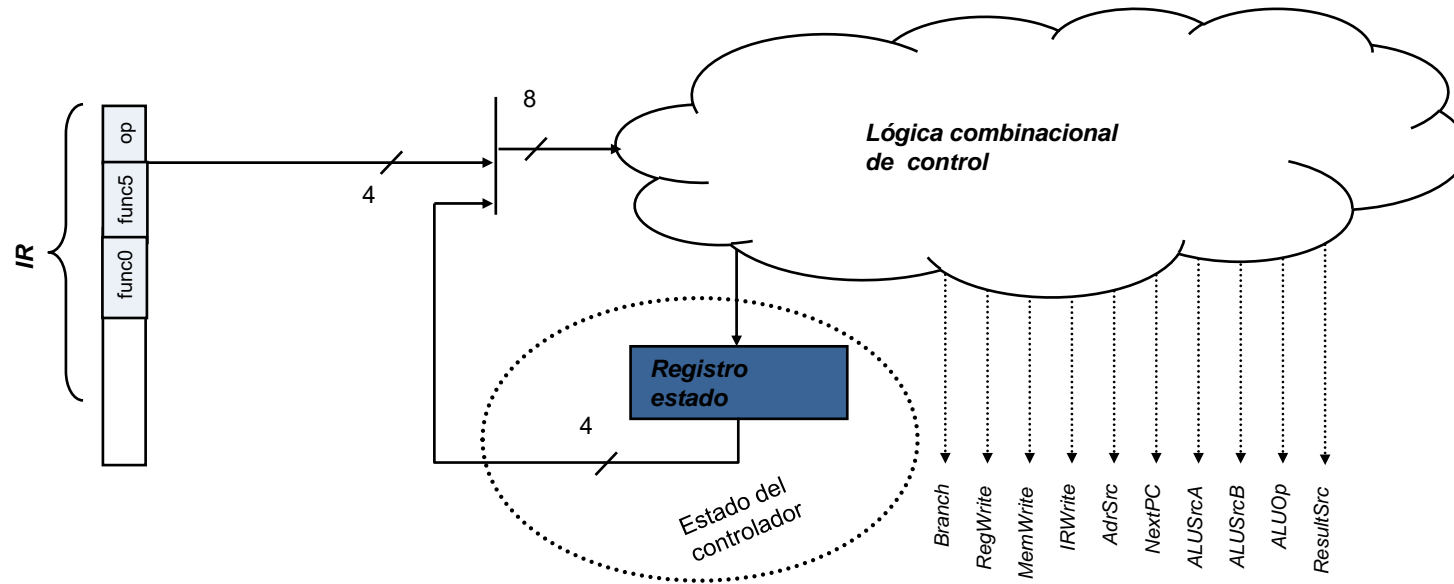 IR
op
func5
func0
4
8
Lógica combinacional
de control
Registro
estado
4
Estado del
controlador
Branch
RegWrite
MemWrite
IRWrite
AdrSrc
NextPC
ALUSrcA
ALUSrcB
ALUOp
ResultSrc